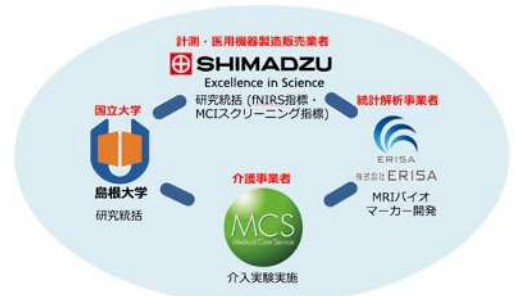 計測・医用機器製造販売業者
SHIMADZU
Excellence in Science
研究統括 (fNIRS指標・
MCIスクリーニング指標)
国立大学
島根大学
研究統括
統計解析事業者
ERISA
株式会社ERISA
MRIバイオ
マーカー開発
介護事業者
MCS
Medical Care Service
介入実験実施